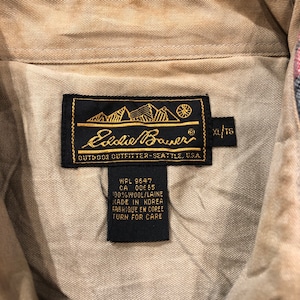 Eddie Bauer®
OUTDOOR OUTFITTER-SEATTLE, U.S.A.
XL/TG
WPL 9647
CA 00685
100%WOOL/LAINE
MADE IN KOREA
FABRIQUE EN COREE
TURN FOR CARE